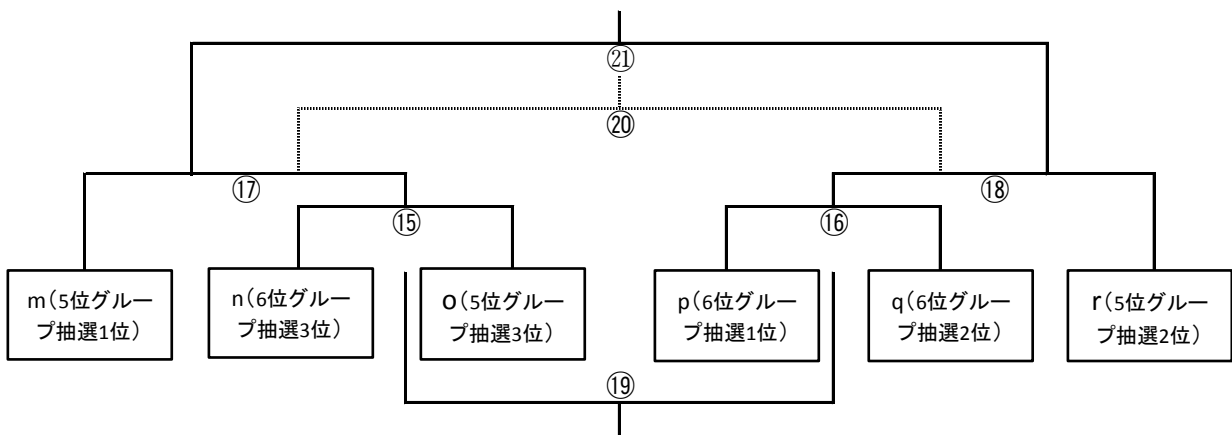 ㉑
⑳
⑰
⑱
⑮
⑯
m（5位グルー
プ抽選1位）
n（6位グルー
プ抽選3位）
o（5位グルー
プ抽選3位）
p（6位グルー
プ抽選1位）
q（6位グルー
プ抽選2位）
r（5位グルー
プ抽選2位）
⑲